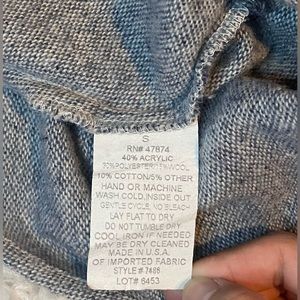 S
RN# 47874
40% ACRYLIC
30%POLYESTER/15%WOOL
10% COTTON/5% OTHER
HAND OR MACHINE
WASH COLD, INSIDE OUT
GENTLE CYCLE, NO BLEACH
LAY FLAT TO DRY
DO NOT TUMBLE DRY
COOL IRON IF NEEDED
MAY BE DRY CLEANED
MADE IN U.S.A.
OF IMPORTED FABRIC
STYLE # 7486
LOT# 6453